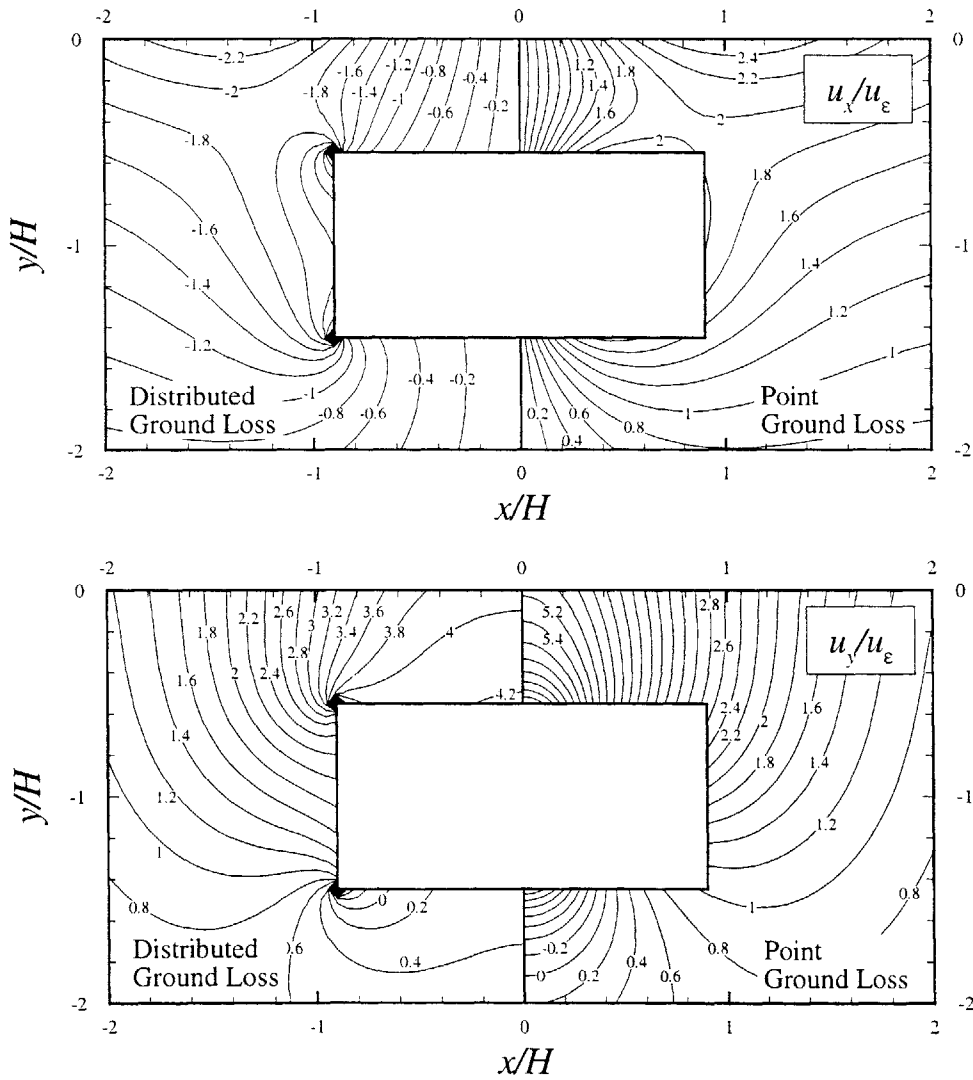 -2 -1 0 1 2
0 0
-2.2 -2 -1.8 -1.6 -1.4 -1.2 -1 -0.8 -0.6 -0.4 -0.2 1.2 1.4 1.6 1.8 2 2.4 2.2
u_x/u_ε
-1.8 2 1.8
y/H
-1 -1
-1.6 1.6
-1.4 1.4
-1.2 1.2
-1 1
-0.8 -0.6 -0.4 -0.2 0.2 0.4 0.6 0.8 1
Distributed Point
Ground Loss Ground Loss
-2 -2
-2 -1 0 1 2
x/H
-2 -1 0 1 2
0 0
1.8 2.2 2.6 3 3.2 3.4 3.6 3.8 4 5.2 5.4 2.8 2.6
u_y/u_ε
1.6 2 2.4 2.8 4.2 2.4 2.2 2 1.6
1.4 1.8 1.4
y/H
-1 -1
1.2 1.2
1 1
0.8 0 0.2 0.8
0.6 0.4 -0.2 0 0.2 0.4 0.6 0.8
Distributed Point
Ground Loss Ground Loss
-2 -2
-2 -1 0 1 2
x/H